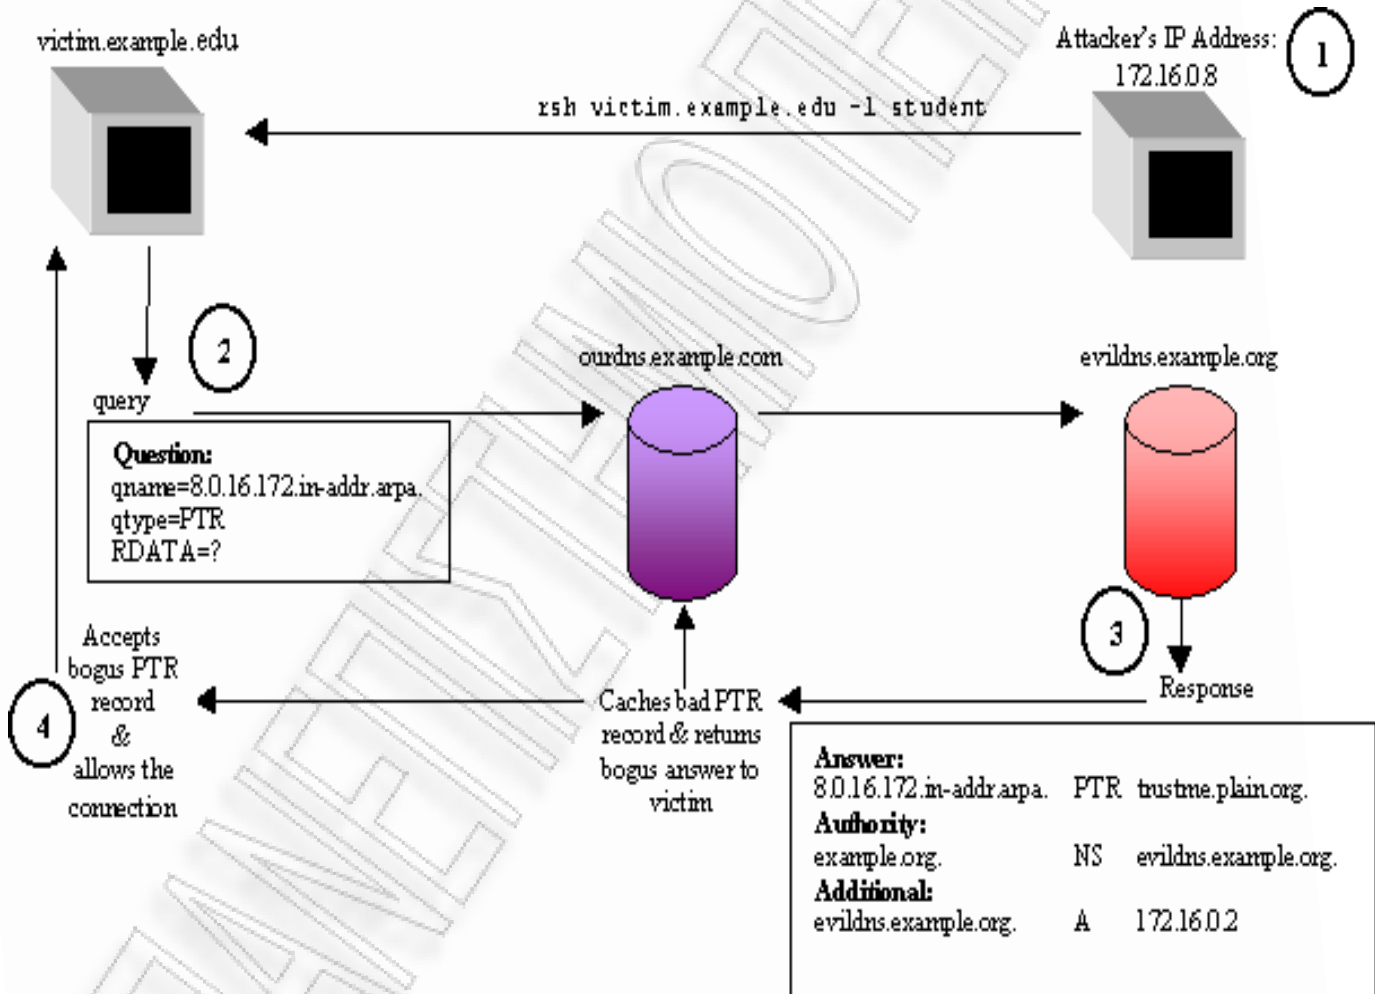 victim.example.edu
Attacker's IP Address:
172.16.0.8
1
rsh victim.example.edu -l student
2
ourdns.example.com
evildns.example.org
query
Question:
qname=8.0.16.172.in-addr.arpa.
qtype=PTR
RDATA=?
3
Response
Accepts
bogus PTR
record
&
allows the
connection
4
Caches bad PTR
record & returns
bogus answer to
victim
Answer:
8.0.16.172.in-addr.arpa. PTR trustme.plain.org.
Authority:
example.org. NS evildns.example.org.
Additional:
evildns.example.org. A 172.16.0.2